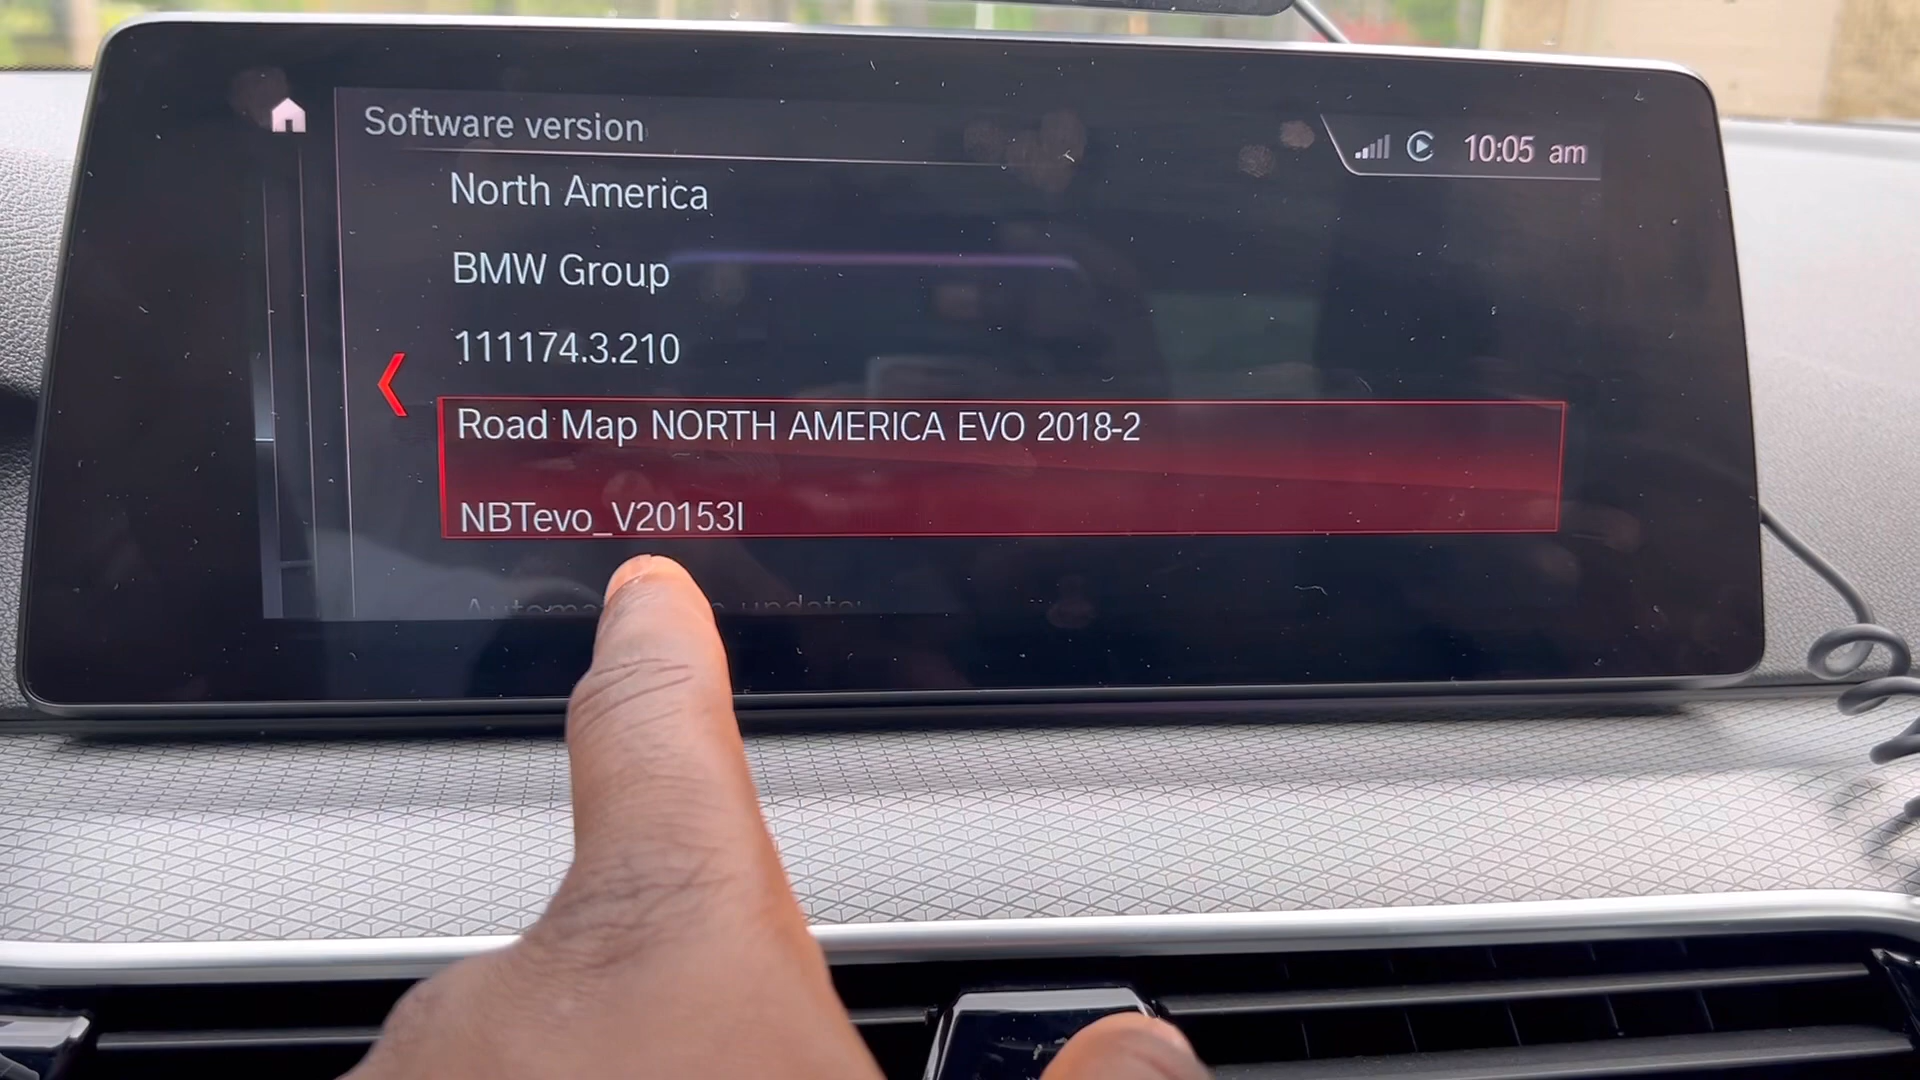 Software version
10:05 am
North America
BMW Group
111174.3.210
Road Map NORTH AMERICA EVO 2018-2
NBTevo_V20153I